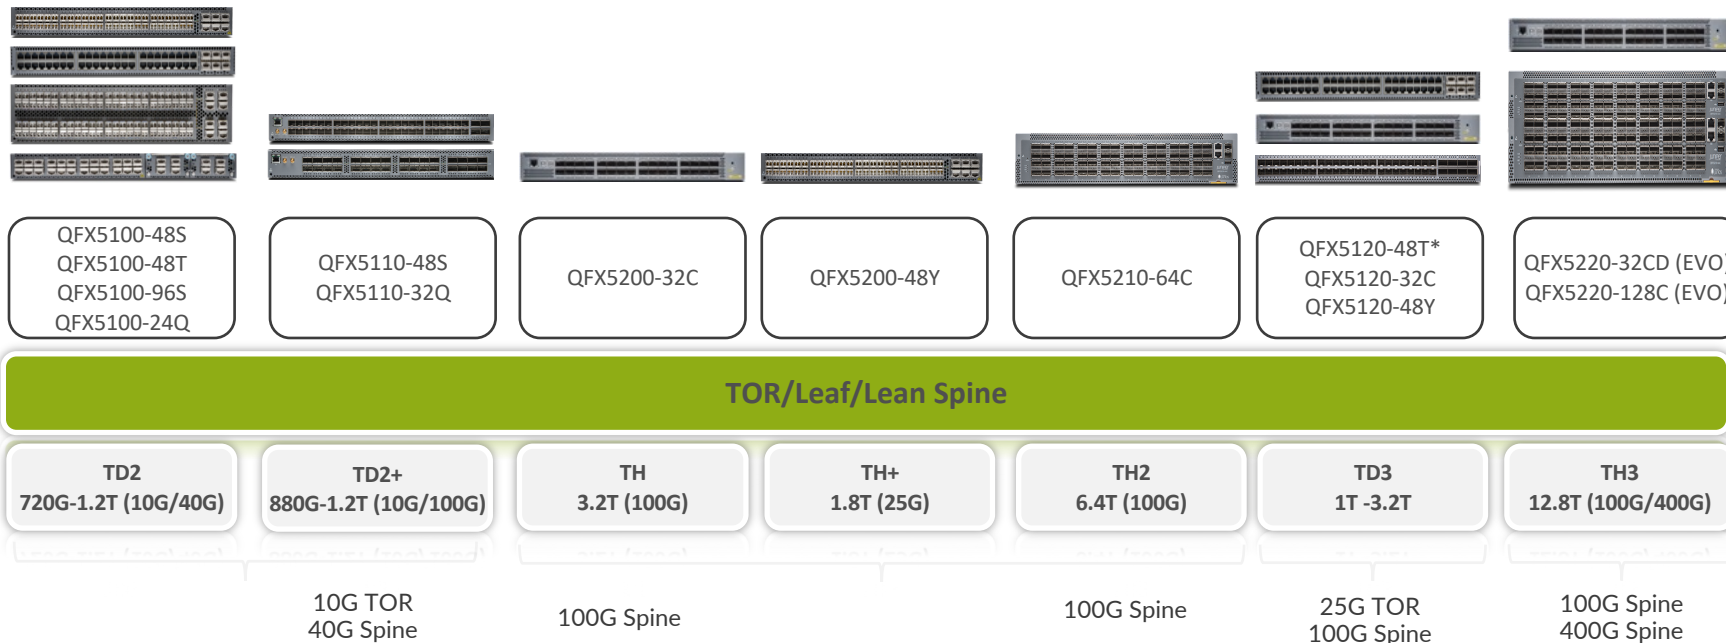 QFX5100-48S
QFX5100-48T
QFX5100-96S
QFX5100-24Q
QFX5110-48S
QFX5110-32Q
QFX5200-32C
QFX5200-48Y
QFX5210-64C
QFX5120-48T*
QFX5120-32C
QFX5120-48Y
QFX5220-32CD (EVO)
QFX5220-128C (EVO)
TOR/Leaf/Lean Spine
TD2
720G-1.2T (10G/40G)
TD2+
880G-1.2T (10G/100G)
TH
3.2T (100G)
TH+
1.8T (25G)
TH2
6.4T (100G)
TD3
1T -3.2T
TH3
12.8T (100G/400G)
10G TOR
40G Spine
100G Spine
100G Spine
25G TOR
100G Spine
100G Spine
400G Spine